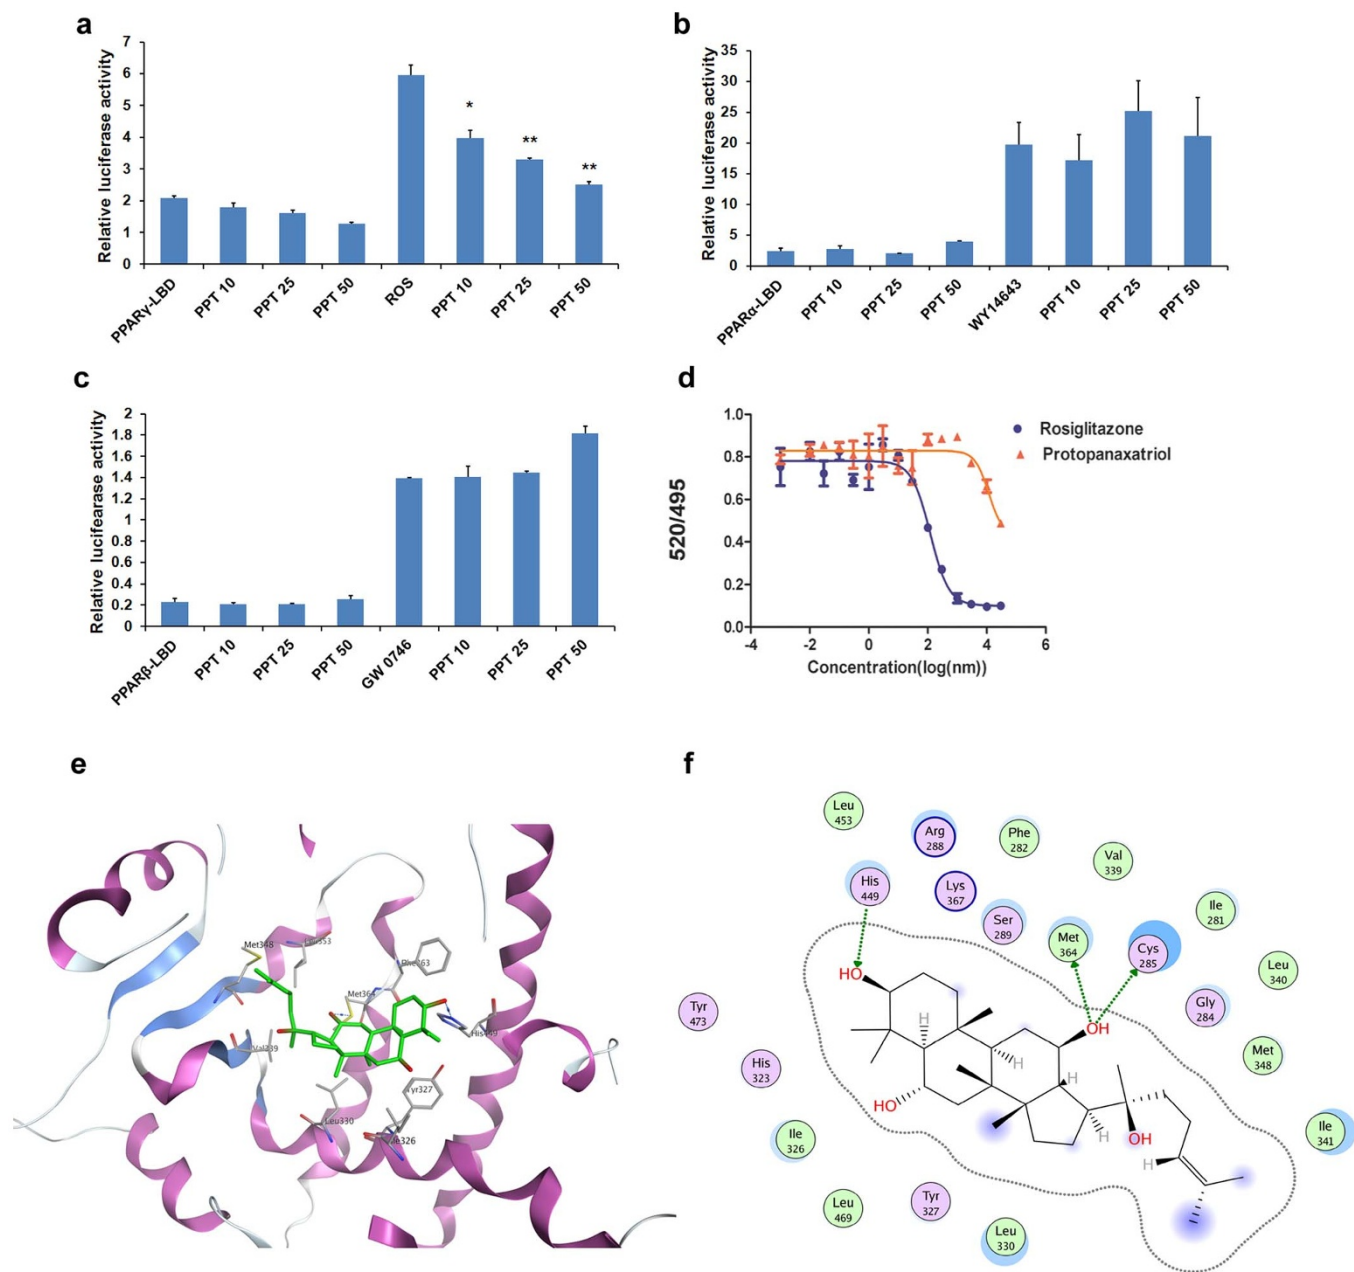 a
Relative luciferase activity
7
6
5
4
3
2
1
0
*
**
**
PPARγ-LBD
PPT 10
PPT 25
PPT 50
ROS
PPT 10
PPT 25
PPT 50
b
Relative luciferase activity
35
30
25
20
15
10
5
0
PPARα-LBD
PPT 10
PPT 25
PPT 50
WY14643
PPT 10
PPT 25
PPT 50
c
Relative lucifearase activity
2
1.8
1.6
1.4
1.2
1
0.8
0.6
0.4
0.2
0
PPARβ-LBD
PPT 10
PPT 25
PPT 50
GW 0746
PPT 10
PPT 25
PPT 50
d
520/495
1.0
0.8
0.6
0.4
0.2
0.0
-4
-2
0
2
4
6
Concentration(log(nm))
Rosiglitazone
Protopanaxatriol
e
Met348
Met364
Tyr327
Leu330
f
Leu
453
Arg
288
Phe
282
Val
339
His
449
Lys
367
Ser
289
Met
364
Cys
285
Ile
281
Leu
340
Gly
284
Met
348
Ile
341
Tyr
473
His
323
Ile
326
Leu
469
Tyr
327
Leu
330
HO
OH
HO
OH
H
H
H
H
H